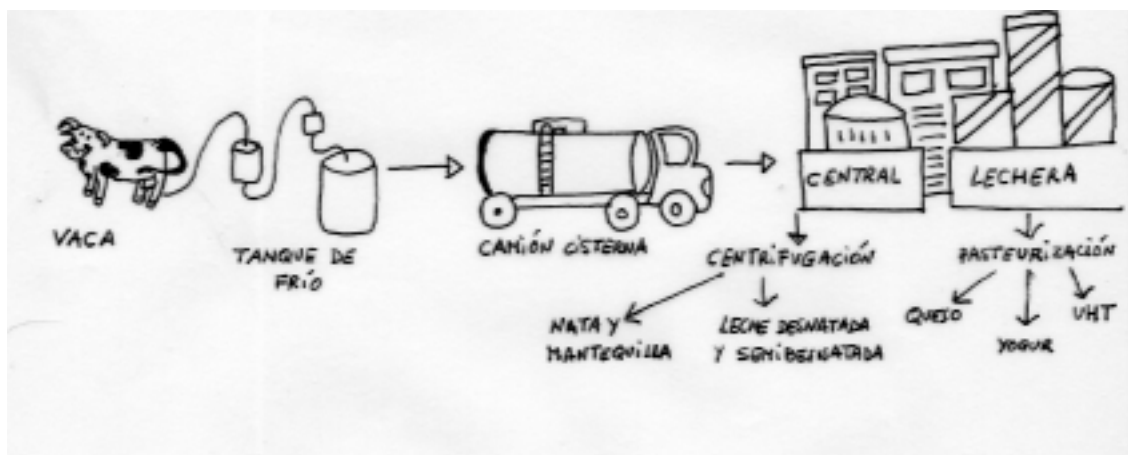 VACA
TANQUE DE
FRÍO
CAMIÓN CISTERNA
CENTRAL
LECHERA
CENTRIFUGACIÓN
NATA Y
MANTEQUILLA
LECHE DESNATADA
Y SEMIDESNATADA
PASTEURIZACIÓN
QUESO
YOGUR
UHT